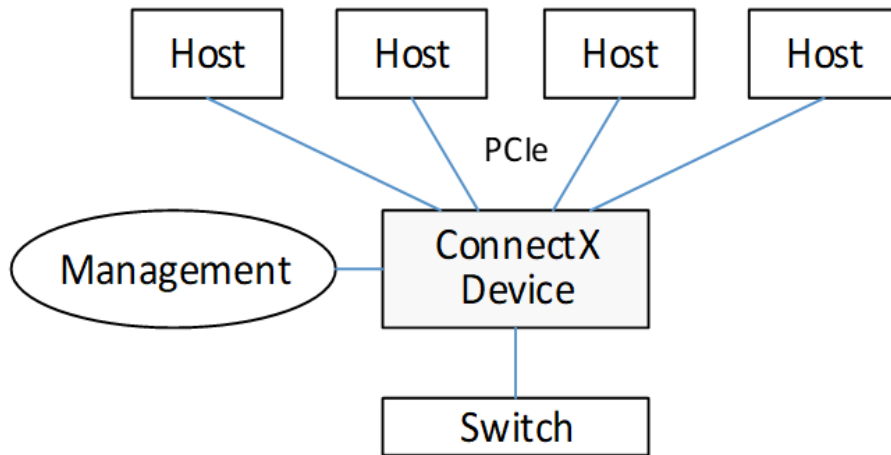 Host
Host
Host
Host
PCIe
ConnectX
Device
Management
Switch